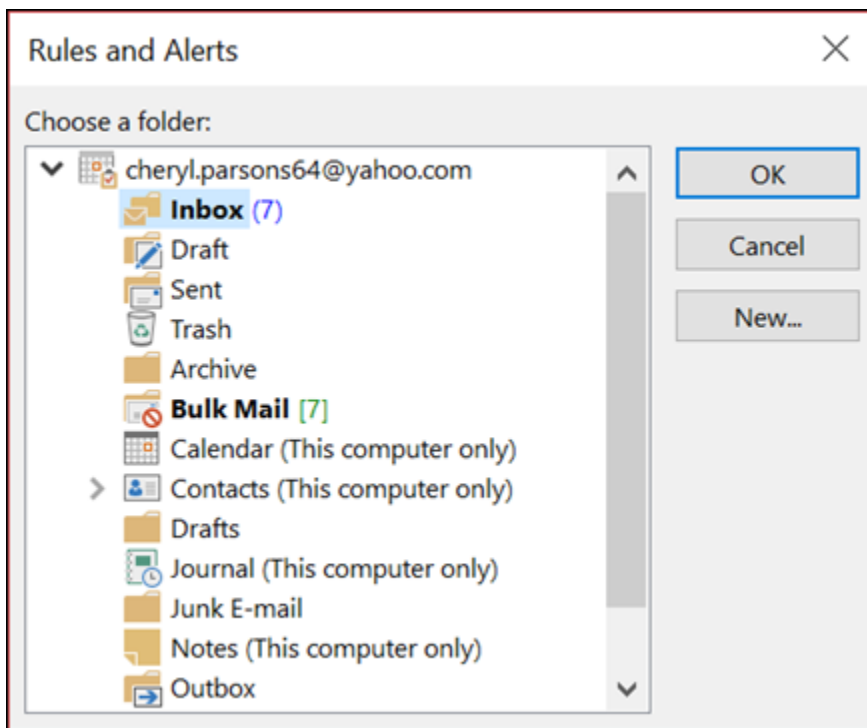 Rules and Alerts
Choose a folder:
cheryl.parsons64@yahoo.com
OK
Inbox (7)
Draft
Cancel
Sent
New...
Trash
Archive
Bulk Mail [7]
Calendar (This computer only)
Contacts (This computer only)
Drafts
Journal (This computer only)
Junk E-mail
Notes (This computer only)
Outbox